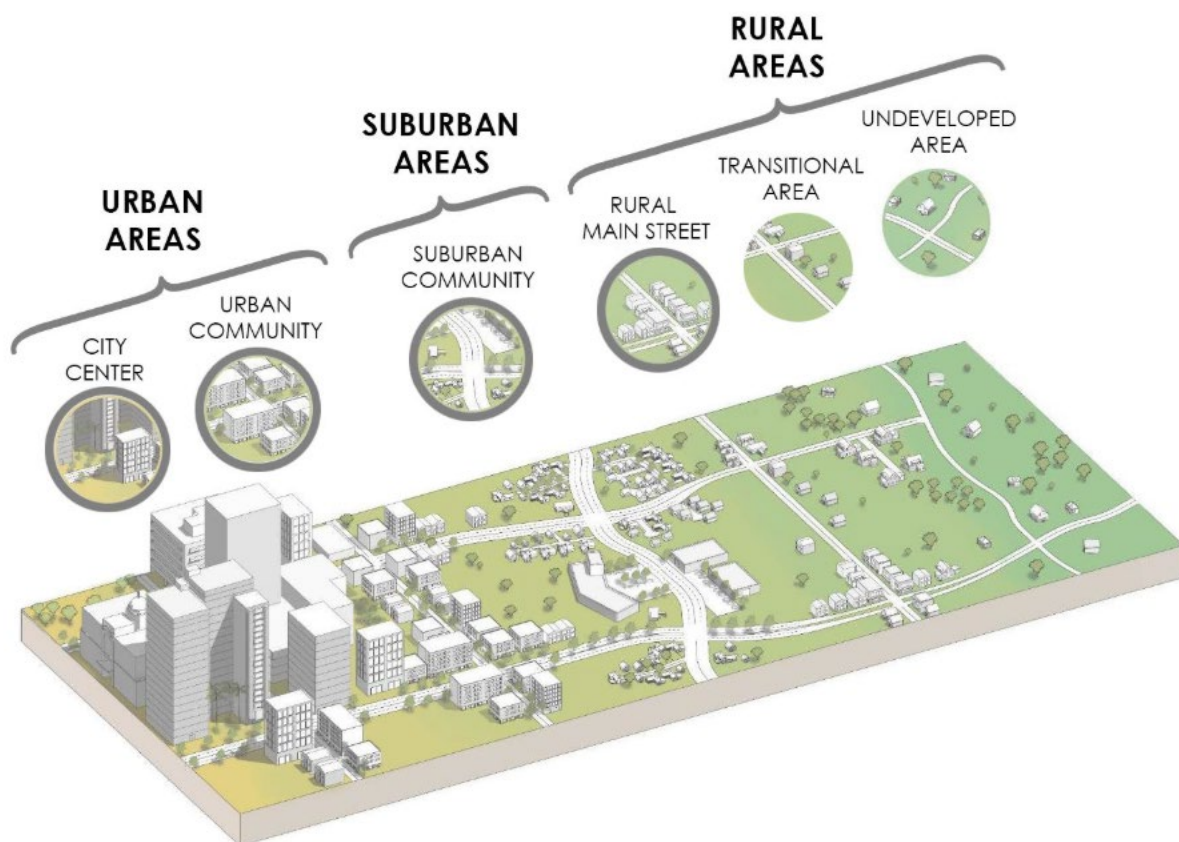 RURAL
AREAS
SUBURBAN
AREAS
URBAN
AREAS
UNDEVELOPED
AREA
TRANSITIONAL
AREA
RURAL
MAIN STREET
SUBURBAN
COMMUNITY
URBAN
COMMUNITY
CITY
CENTER